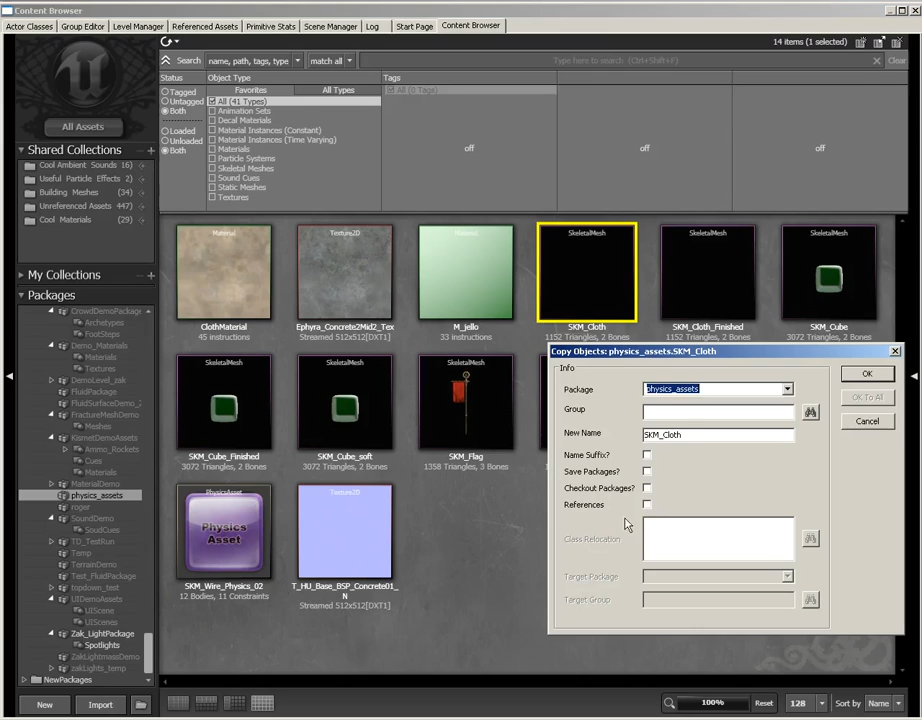 Content Browser
Actor Classes Group Editor Level Manager Referenced Assets Primitive Stats Scene Manager Log Start Page Content Browser
14 items (1 selected)
Search name, path, tags, type match all Type here to search (Ctrl+Shift+F) Clear
Status Object Type Tags
Tagged
Untagged
Both
Loaded
Unloaded
Both
Favorites All Types
All (41 Types)
Animation Sets
Decal Materials
Material Instances (Constant)
Material Instances (Time Varying)
Materials
Particle Systems
Skeletal Meshes
Sound Cues
Static Meshes
Textures
All (0 Tags)
off off off
All Assets
Shared Collections
Cool Ambient Sounds 16)
Useful Particle Effects 2)
Building Meshes (34)
Unreferenced Assets 447)
Cool Materials (29)
My Collections
Packages
CrowdDemoPackage
Archetypes
FootSteps
Demo_Materials
Materials
Textures
DemoLevel_zak
FluidPackage
FluidSurfaceDemo_
FractureMeshDemo
Meshes
KismetDemoAssets
Ammo_Rockets
Cues
Materials
MaterialDemo
physics_assets
roger
SoundDemo
SoudCues
TD_TestRun
Temp
TerrainDemo
Test_FluidPackage
topdown_test
UIDemoAssets
UIScene
UIScenes
Zak_LightPackage
Spotlights
ZakLightmassDemo
zakLights_temp
NewPackages
New Import
Material Texture2D Material SkeletalMesh SkeletalMesh SkeletalMesh
ClothMaterial Ephyra_Concrete2Mid2_Tex M_jello SKM_Cloth SKM_Cloth_Finished SKM_Cube
45 instructions Streamed 512x512[DXT1] 33 instructions 1152 Triangles, 2 Bones 1152 Triangles, 2 Bones 3072 Triangles, 2 Bones
SkeletalMesh SkeletalMesh SkeletalMesh
SKM_Cube_Finished SKM_Cube_soft SKM_Flag
3072 Triangles, 2 Bones 3072 Triangles, 2 Bones 1358 Triangles, 3 Bones
PhysicsAsset Texture2D
Physics
Asset
SKM_Wire_Physics_02 T_HU_Base_BSP_Concrete01_
N
12 Bodies, 11 Constraints Streamed 512x512[DXT1]
Copy Objects: physics_assets.SKM_Cloth
Info
Package physics_assets
Group
New Name SKM_Cloth
Name Suffix?
Save Packages?
Checkout Packages?
References
Class Relocation
Target Package
Target Group
OK
OK To All
Cancel
100% Reset 128 Sort by Name